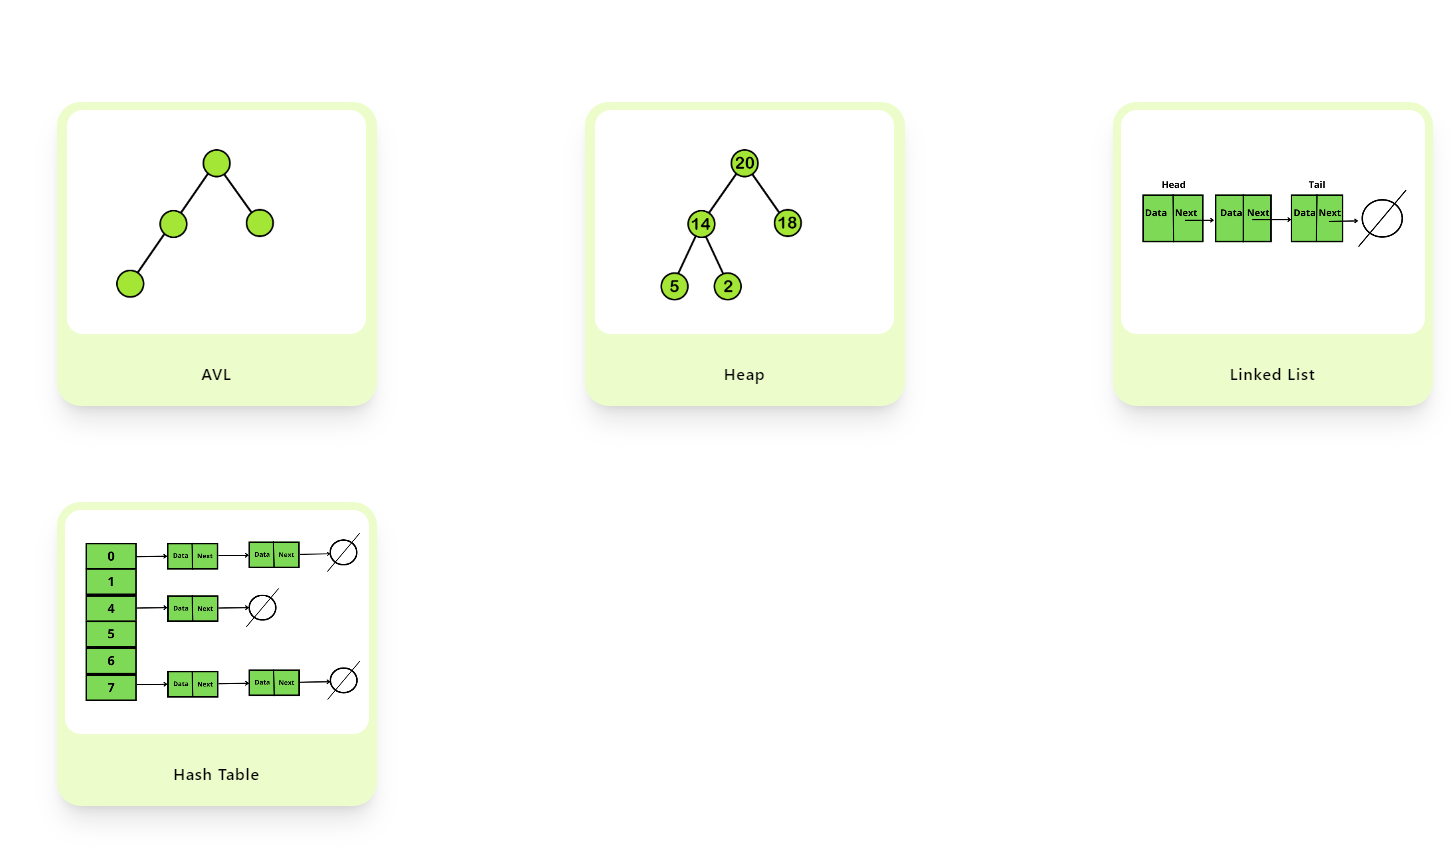 20
14
18
5
2
AVL
Heap
Head
Tail
Data Next
Data Next
Data Next
Linked List
0
Data Next
Data Next
1
4
Data Next
5
6
7
Data Next
Data Next
Hash Table